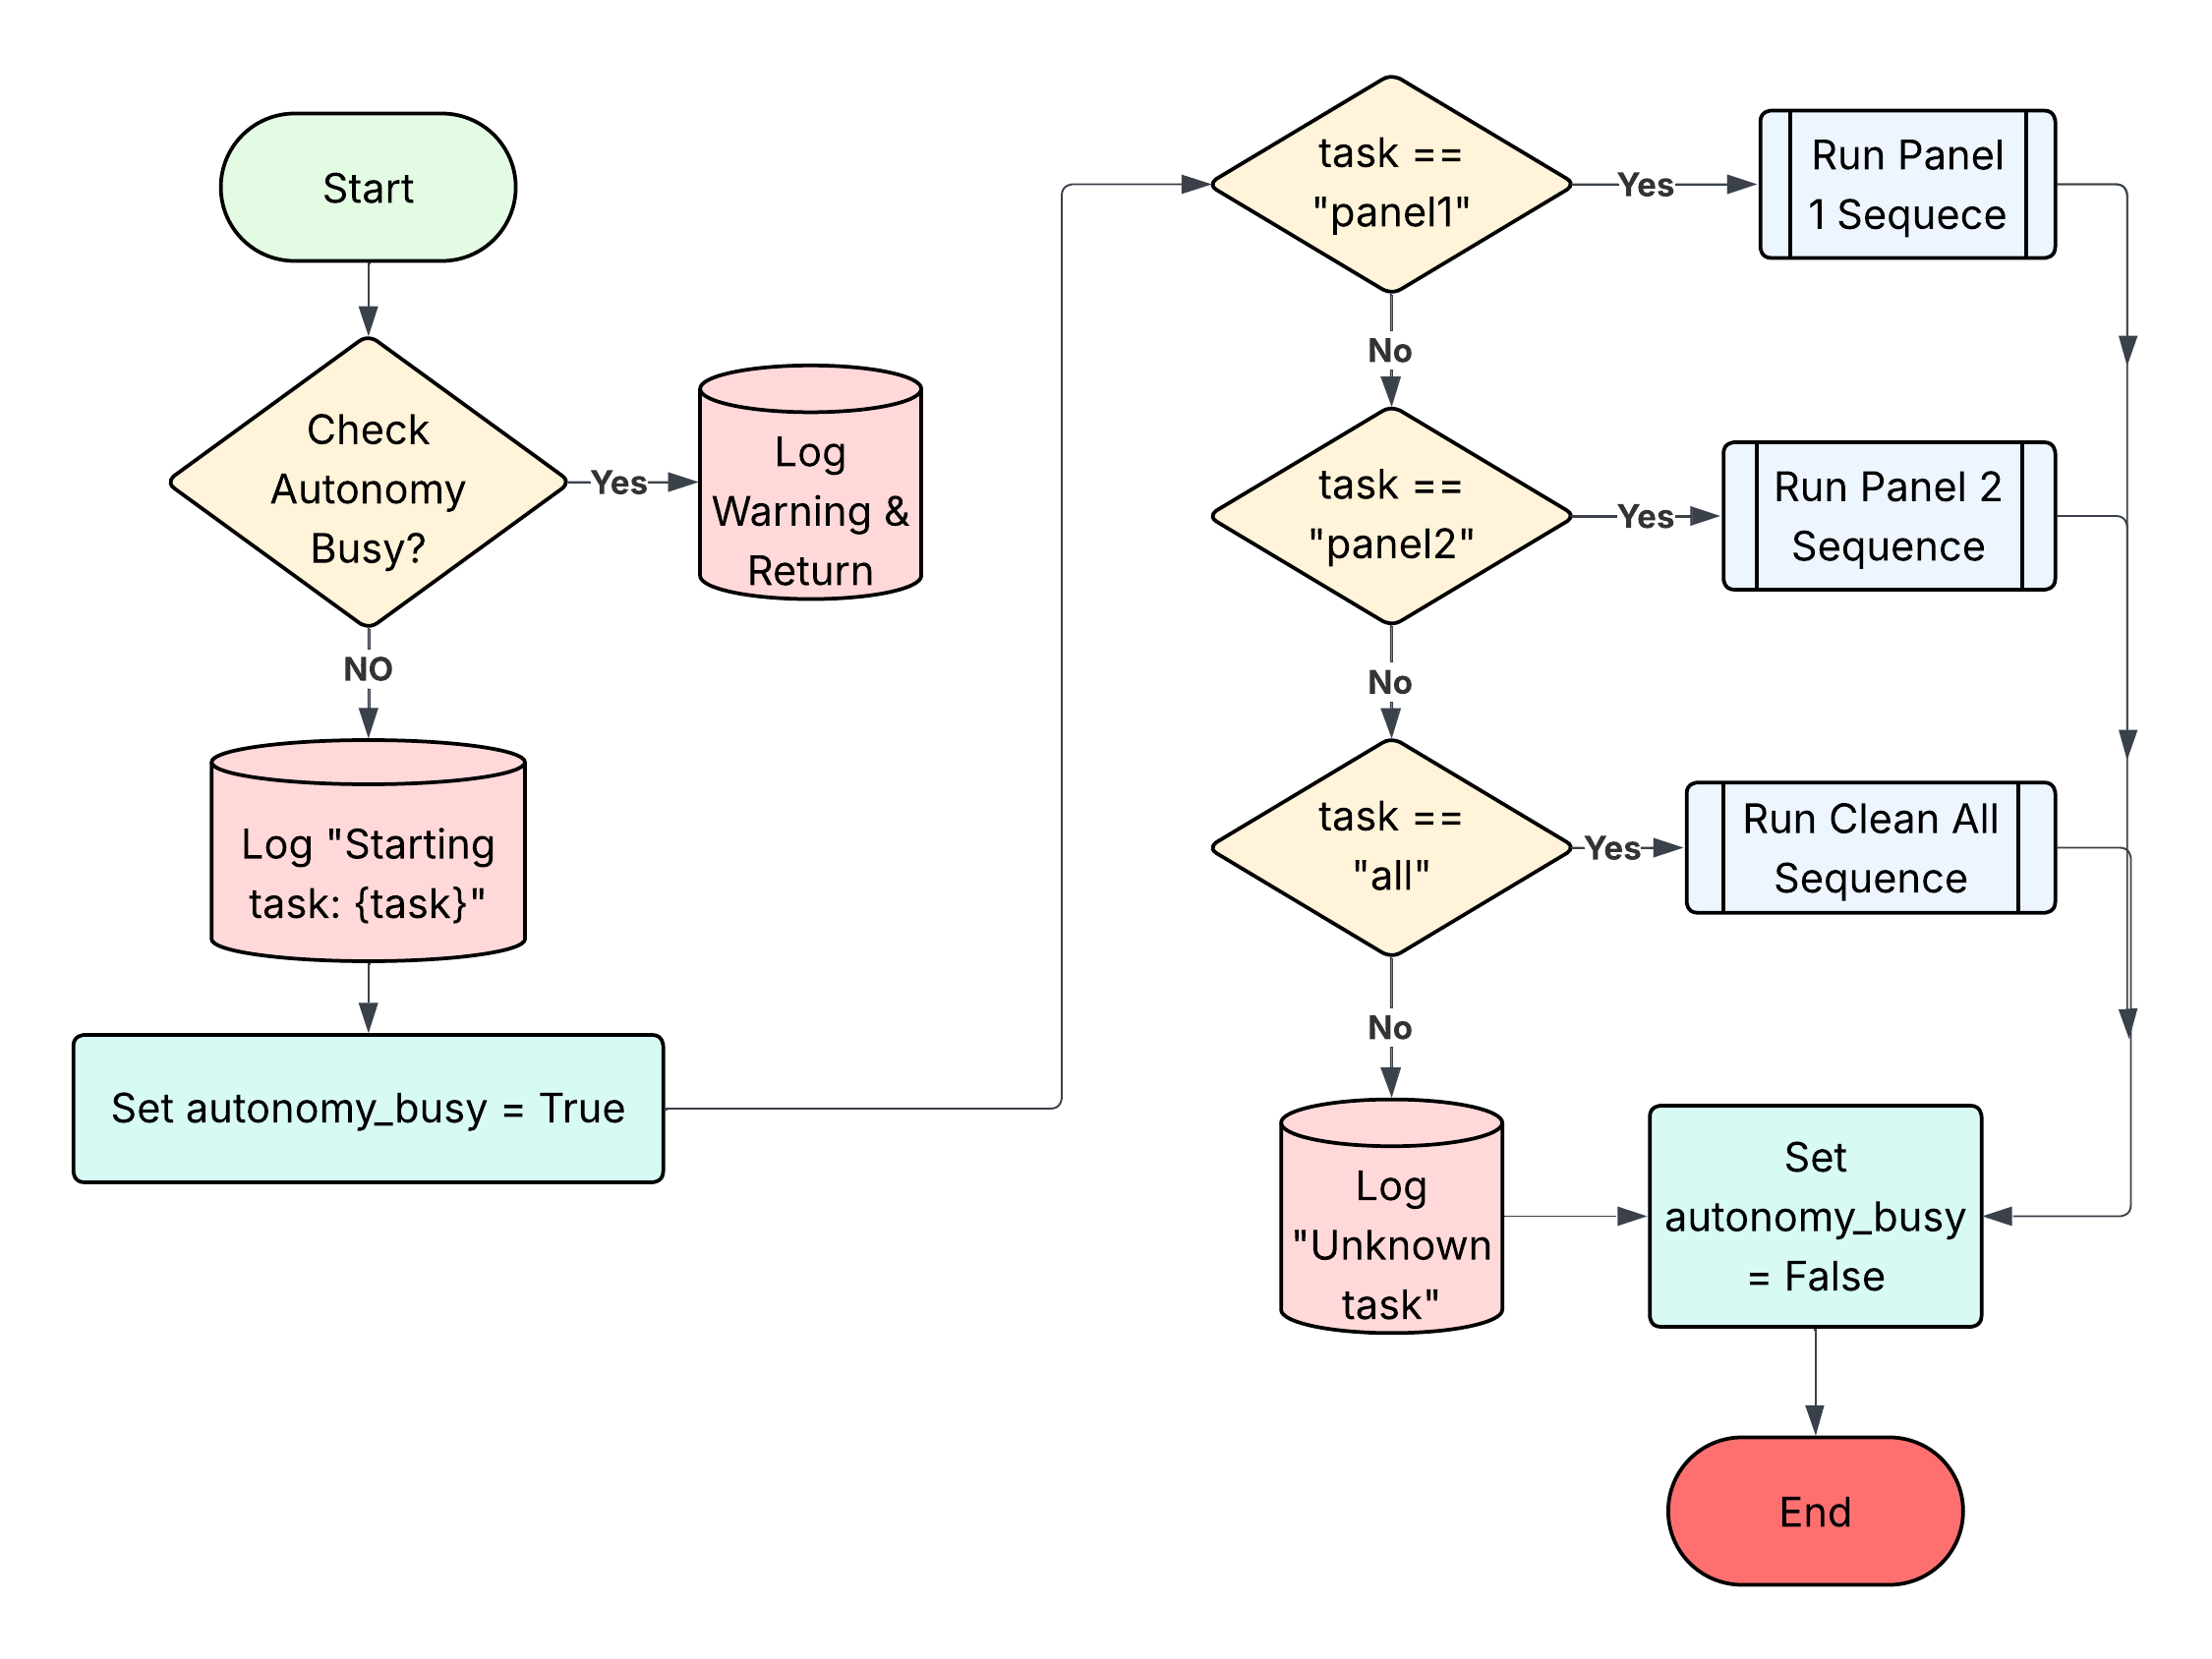 Start
Check
Autonomy
Busy?
Yes
Log
Warning &
Return
NO
Log "Starting
task: {task}"
Set autonomy_busy = True
task ==
"panel1"
Yes
Run Panel
1 Sequece
No
task ==
"panel2"
Yes
Run Panel 2
Sequence
No
task ==
"all"
Yes
Run Clean All
Sequence
No
Log
"Unknown
task"
Set
autonomy_busy
= False
End